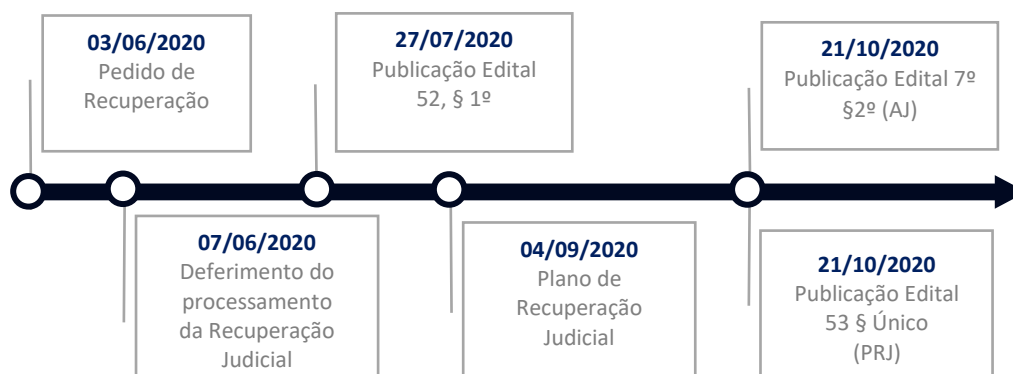 03/06/2020
Pedido de
Recuperação
27/07/2020
Publicação Edital
52, § 1º
21/10/2020
Publicação Edital 7º
§2º (AJ)
07/06/2020
Deferimento do
processamento
da Recuperação
Judicial
04/09/2020
Plano de
Recuperação
Judicial
21/10/2020
Publicação Edital
53 § Único
(PRJ)